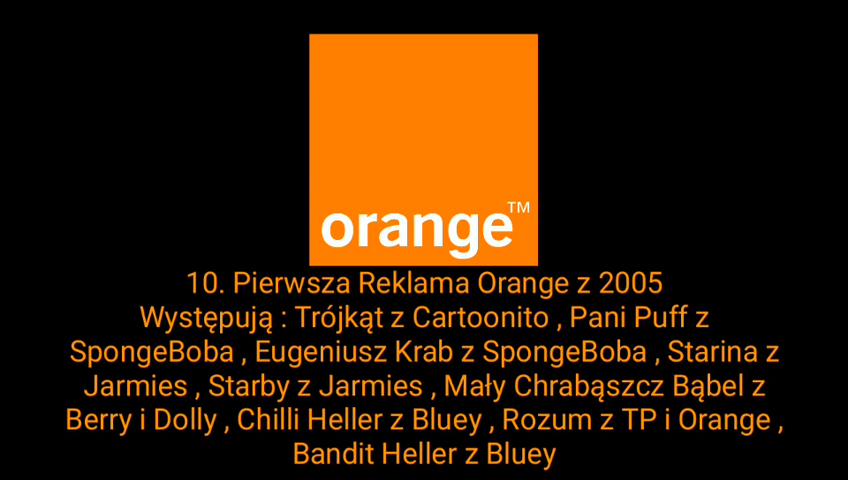 orange™
10. Pierwsza Reklama Orange z 2005
Występują : Trójkąt z Cartoonito , Pani Puff z
SpongeBoba , Eugeniusz Krab z SpongeBoba , Starina z
Jarmies , Starby z Jarmies , Mały Chrabąszcz Bąbel z
Berry i Dolly , Chilli Heller z Bluey , Rozum z TP i Orange ,
Bandit Heller z Bluey